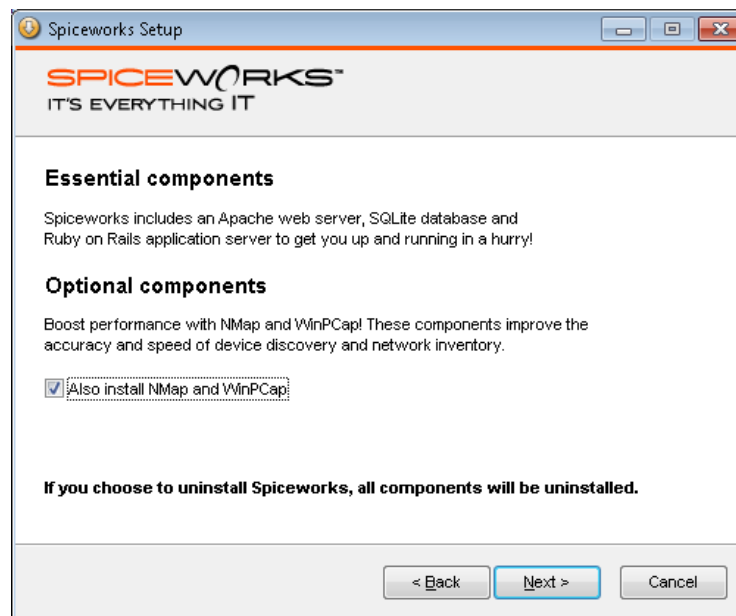 Spiceworks Setup
SPICEWORKS™
IT'S EVERYTHING IT
Essential components
Spiceworks includes an Apache web server, SQLite database and
Ruby on Rails application server to get you up and running in a hurry!
Optional components
Boost performance with NMap and WinPCap! These components improve the
accuracy and speed of device discovery and network inventory.
Also install NMap and WinPCap
If you choose to uninstall Spiceworks, all components will be uninstalled.
< Back
Next >
Cancel